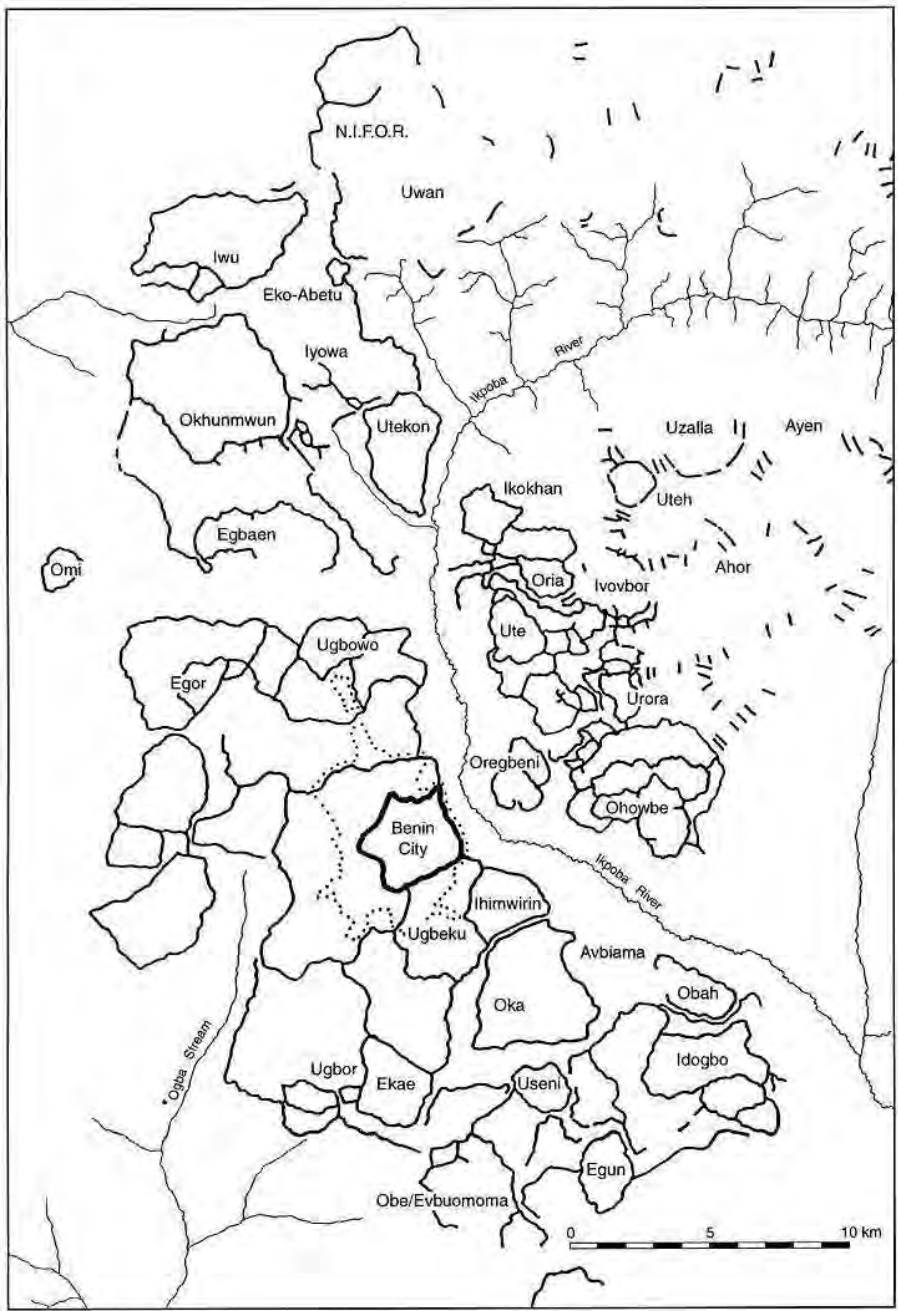 N.I.F.O.R.
Uwan
Iwu
Eko-Abetu
Iyowa
Ikpoba River
Okhunmwun
Utekon
Uzalla
Ayen
Ikokhan
Uteh
Egbaen
Omi
Oria
Ivovbor
Ahor
Ute
Ugbowo
Egor
Urora
Oregbeni
Ohowbe
Benin
City
Ikpoba River
Ihimwirin
Ugbeku
Avbiama
Obah
Oka
Idogbo
Ogba Stream
Ugbor
Ekae
Useni
Egun
Obe/Evbuomoma
0 5 10 km